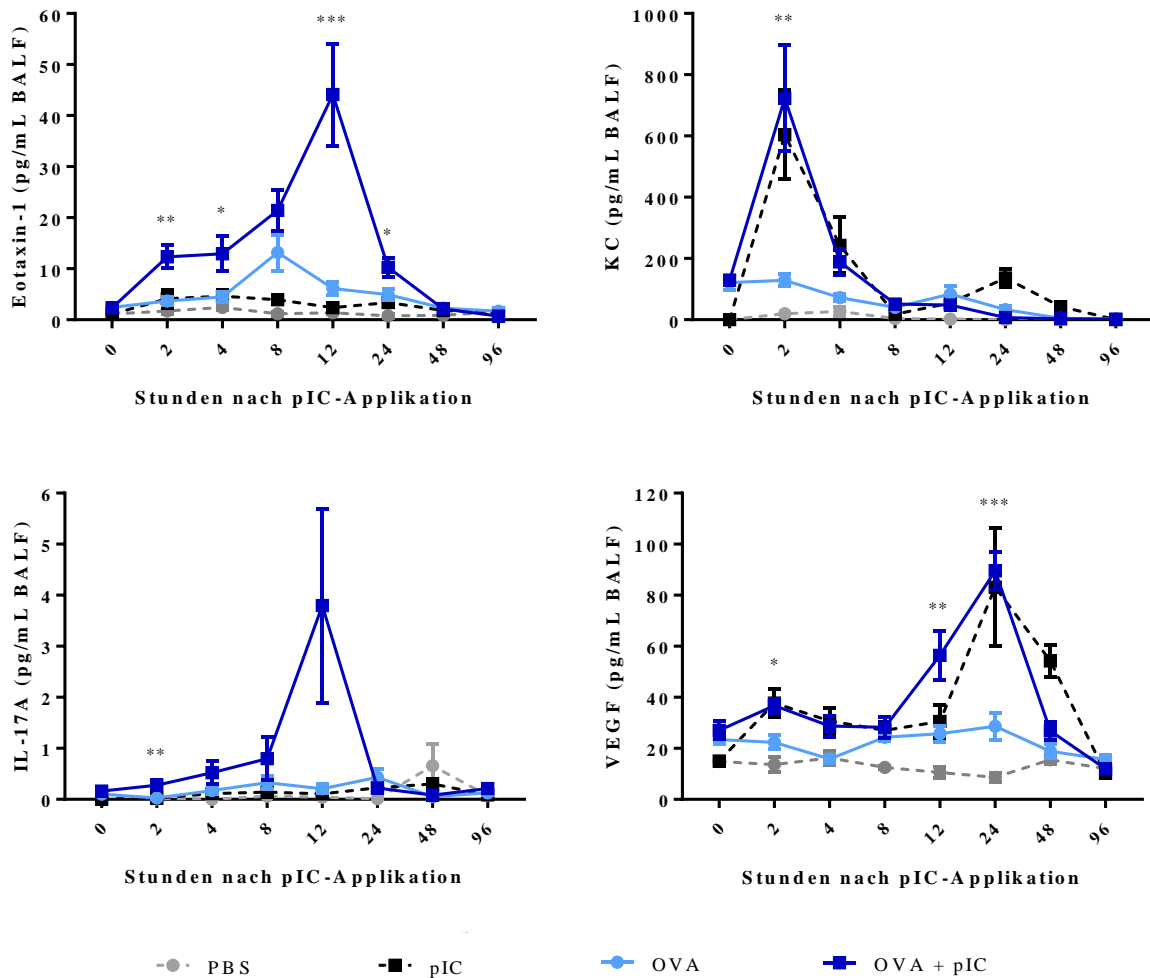 Eotaxin-1 (pg/mL BALF)
60
50
40
30
20
10
0
**
*
***
*
0 2 4 8 12 24 48 96
Stunden nach pIC-Applikation
KC (pg/mL BALF)
1000
800
600
400
200
0
**
0 2 4 8 12 24 48 96
Stunden nach pIC-Applikation
IL-17A (pg/mL BALF)
6
5
4
3
2
1
0
**
0 2 4 8 12 24 48 96
Stunden nach pIC-Applikation
VEGF (pg/mL BALF)
120
100
80
60
40
20
0
*
**
***
0 2 4 8 12 24 48 96
Stunden nach pIC-Applikation
PBS pIC OVA OVA + pIC